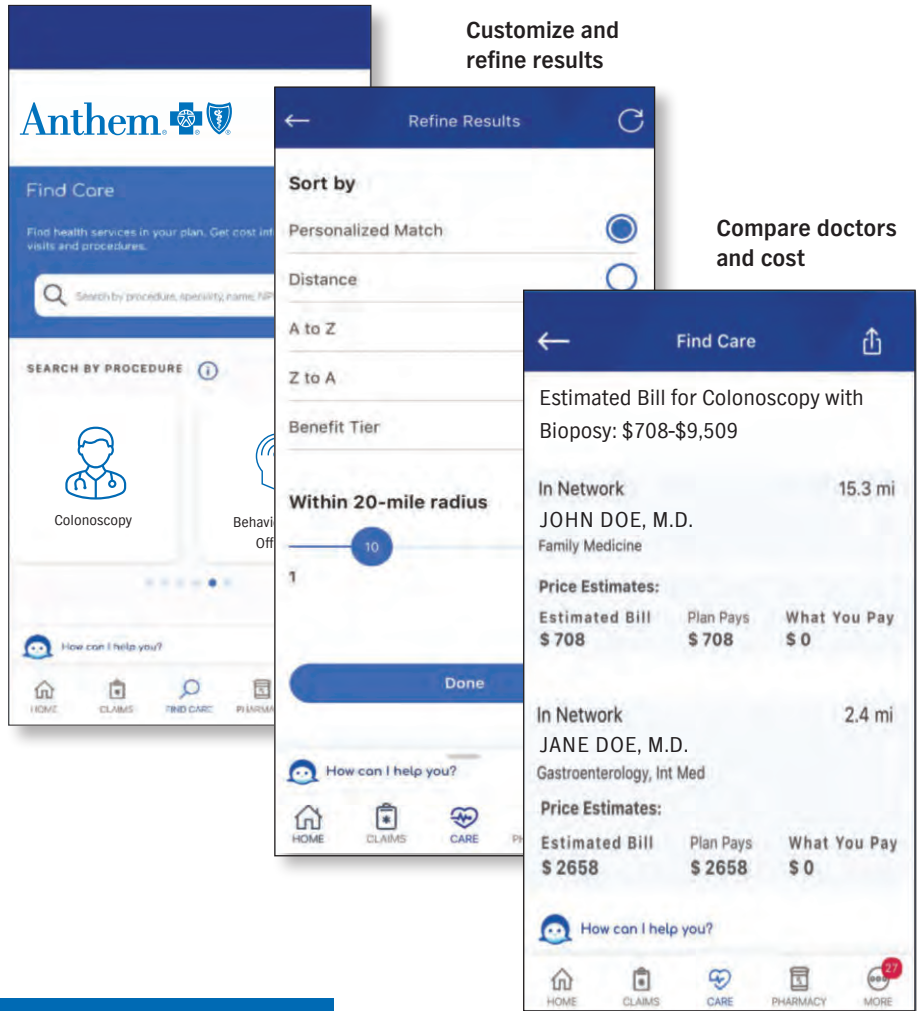 Customize and
refine results
Anthem
Find Care
Find health services in your plan. Get cost
visits and procedures.
Search by procedure, speciality, name,
SEARCH BY PROCEDURE
Colonoscopy
How can I help you?
HOME
CLAIMS
FIND CARE
Refine Results
Sort by
Personalized Match
Distance
A to Z
Z to A
Benefit Tier
Within 20-mile radius
10
1
Done
How can I help you?
HOME
CLAIMS
CARE
Compare doctors
and cost
Find Care
Estimated Bill for Colonoscopy with
Bioposy: $708-$9,509
In Network 15.3 mi
JOHN DOE, M.D.
Family Medicine
Price Estimates:
Estimated Bill Plan Pays What You Pay
$ 708 $ 708 $ 0
In Network 2.4 mi
JANE DOE, M.D.
Gastroenterology, Int Med
Price Estimates:
Estimated Bill Plan Pays What You Pay
$ 2658 $ 2658 $ 0
How can I help you?
HOME
CLAIMS
CARE
PHARMACY
MORE
27